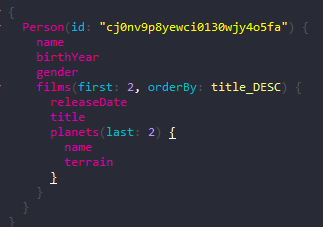 {
  Person(id: "cj0nv9p8yewci0130wjy4o5fa") {
    name
    birthYear
    gender
    films(first: 2, orderBy: title_DESC) {
      releaseDate
      title
      planets(last: 2) {
        name
        terrain
      }
    }
  }
}